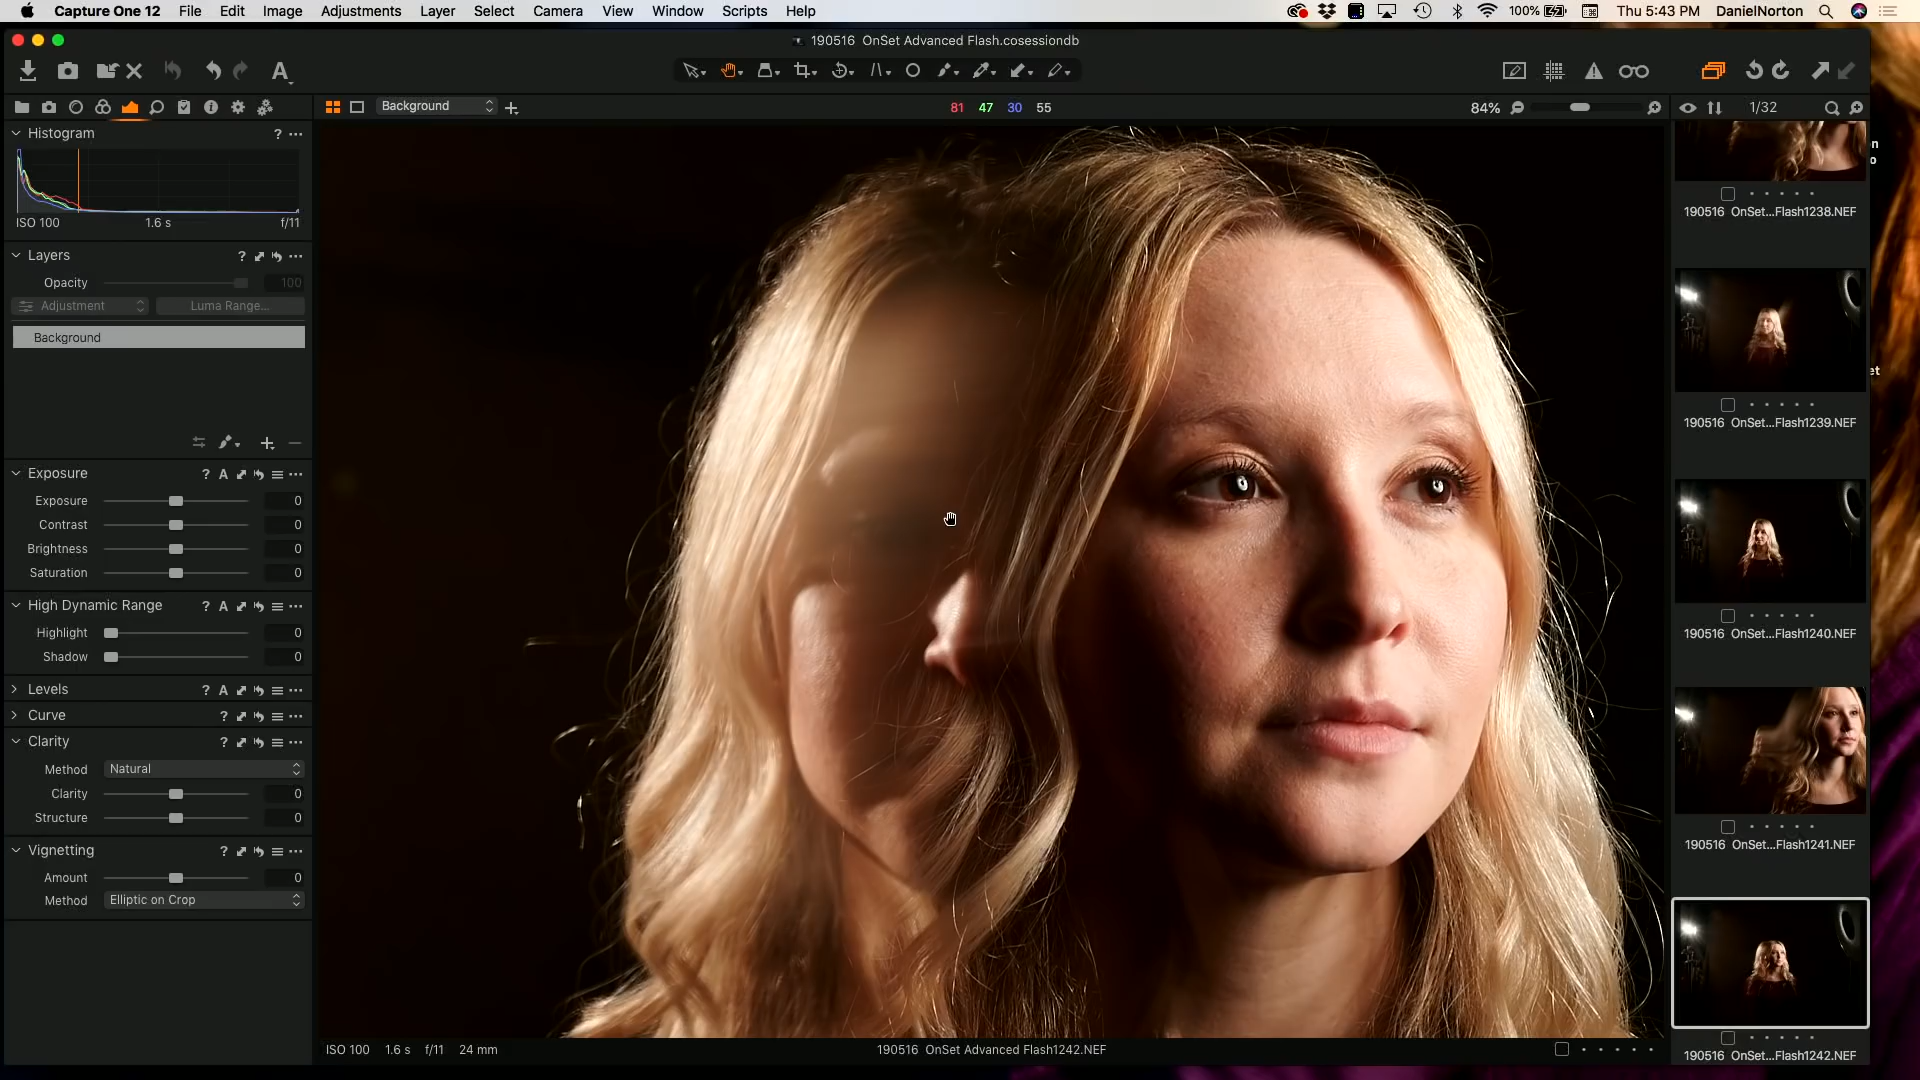 Capture One 12 File Edit Image Adjustments Layer Select Camera View Window Scripts Help 100% Thu 5:43 PM DanielNorton
190516 OnSet Advanced Flash.cosessiondb
A
Background 81 47 30 55 84% 1/32
Histogram ?
ISO 100 1.6 s f/11
Layers ?
Opacity 100
Adjustment Luma Range...
Background
Exposure ? A
Exposure 0
Contrast 0
Brightness 0
Saturation 0
High Dynamic Range ? A
Highlight 0
Shadow 0
Levels ? A
Curve ?
Clarity ?
Method Natural
Clarity 0
Structure 0
Vignetting ?
Amount 0
Method Elliptic on Crop
ISO 100 1.6 s f/11 24 mm 190516 OnSet Advanced Flash1242.NEF
190516 OnSet...Flash1238.NEF
190516 OnSet...Flash1239.NEF
190516 OnSet...Flash1240.NEF
190516 OnSet...Flash1241.NEF
190516 OnSet...Flash1242.NEF